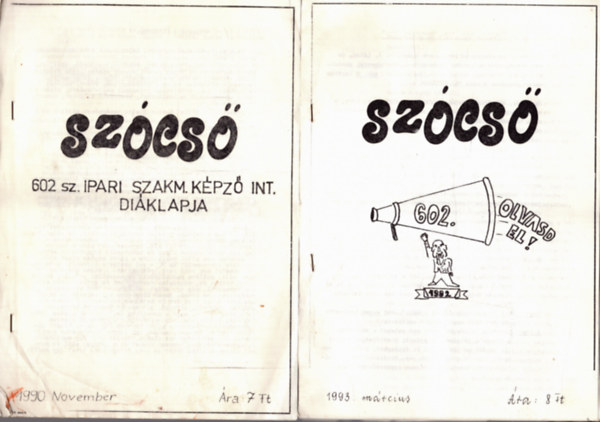 SZÓCSŐ
602 sz. IPARI SZAKM. KÉPZŐ INT.
DIÁKLAPJA
1990 November
Ára 7 Ft
SZÓCSŐ
602.
OLVASD
EL!
1992.
1993. március
Ára: 8 Ft